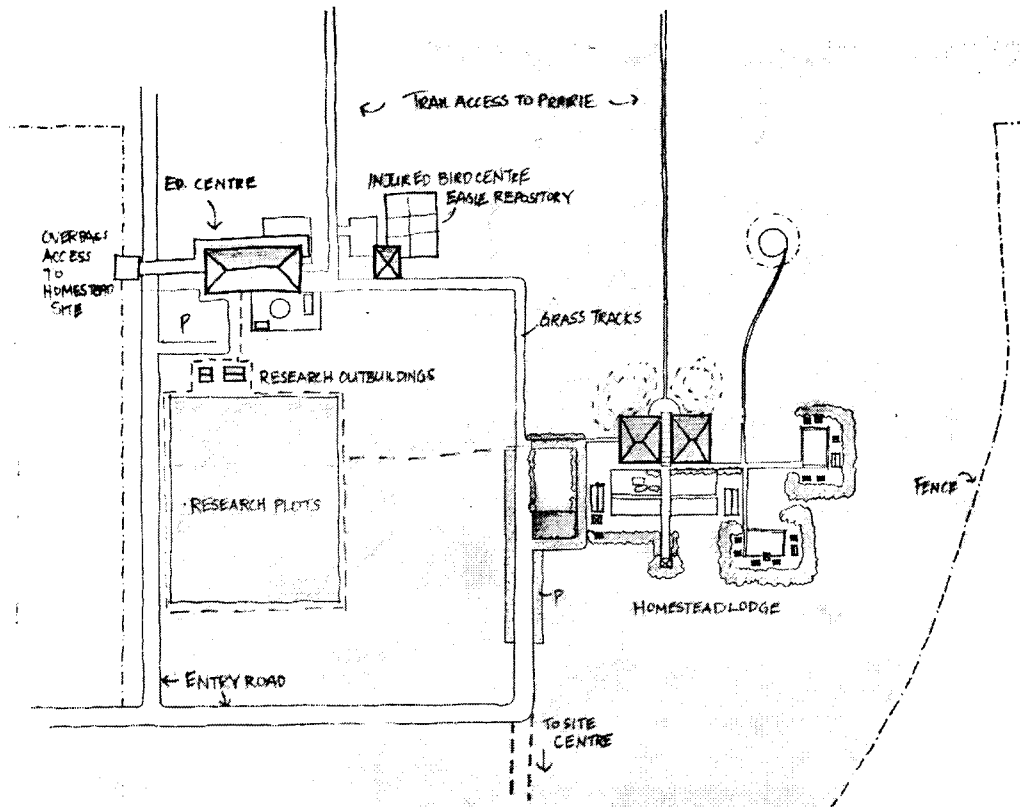 TRAIL ACCESS TO PRAIRIE
ED. CENTRE
INJURED BIRD CENTRE
EAGLE REPOSITORY
OVERPASS
ACCESS
TO
HOMESTEAD
SITE
P
GRASS TRACKS
RESEARCH OUTBUILDINGS
RESEARCH PLOTS
FENCE
P
HOMESTEAD LODGE
ENTRY ROAD
TO SITE
CENTRE